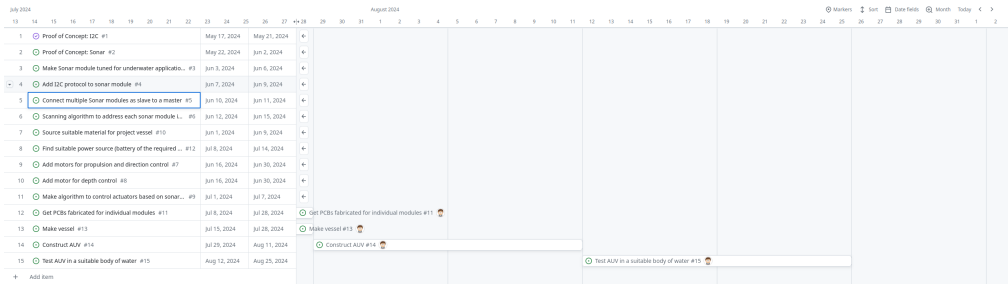 July 2024 August 2024 Markers Sort Date fields Month Today
13 14 15 16 17 18 19 20 21 22 23 24 25 26 27 28 29 30 31 1 2 3 4 5 6 7 8 9 10 11 12 13 14 15 16 17 18 19 20 21 22 23 24 25 26 27 28 29 30 31 1 2
1 Proof of Concept: I2C #1 May 17, 2024 May 21, 2024
2 Proof of Concept: Sonar #2 May 22, 2024 Jun 2, 2024
3 Make Sonar module tuned for underwater applicatio... #3 Jun 3, 2024 Jun 6, 2024
4 Add I2C protocol to sonar module #4 Jun 7, 2024 Jun 9, 2024
5 Connect multiple Sonar modules as slave to a master #5 Jun 10, 2024 Jun 11, 2024
6 Scanning algorithm to address each sonar module i... #6 Jun 12, 2024 Jun 15, 2024
7 Source suitable material for project vessel #10 Jun 1, 2024 Jun 9, 2024
8 Find suitable power source (battery of the required ... #12 Jul 8, 2024 Jul 14, 2024
9 Add motors for propulsion and direction control #7 Jun 16, 2024 Jun 30, 2024
10 Add motor for depth control #8 Jun 16, 2024 Jun 30, 2024
11 Make algorithm to control actuators based on sonar... #9 Jul 1, 2024 Jul 7, 2024
12 Get PCBs fabricated for individual modules #11 Jul 8, 2024 Jul 28, 2024 Get PCBs fabricated for individual modules #11
13 Make vessel #13 Jul 15, 2024 Jul 28, 2024 Make vessel #13
14 Construct AUV #14 Jul 29, 2024 Aug 11, 2024 Construct AUV #14
15 Test AUV in a suitable body of water #15 Aug 12, 2024 Aug 25, 2024 Test AUV in a suitable body of water #15
+ Add item